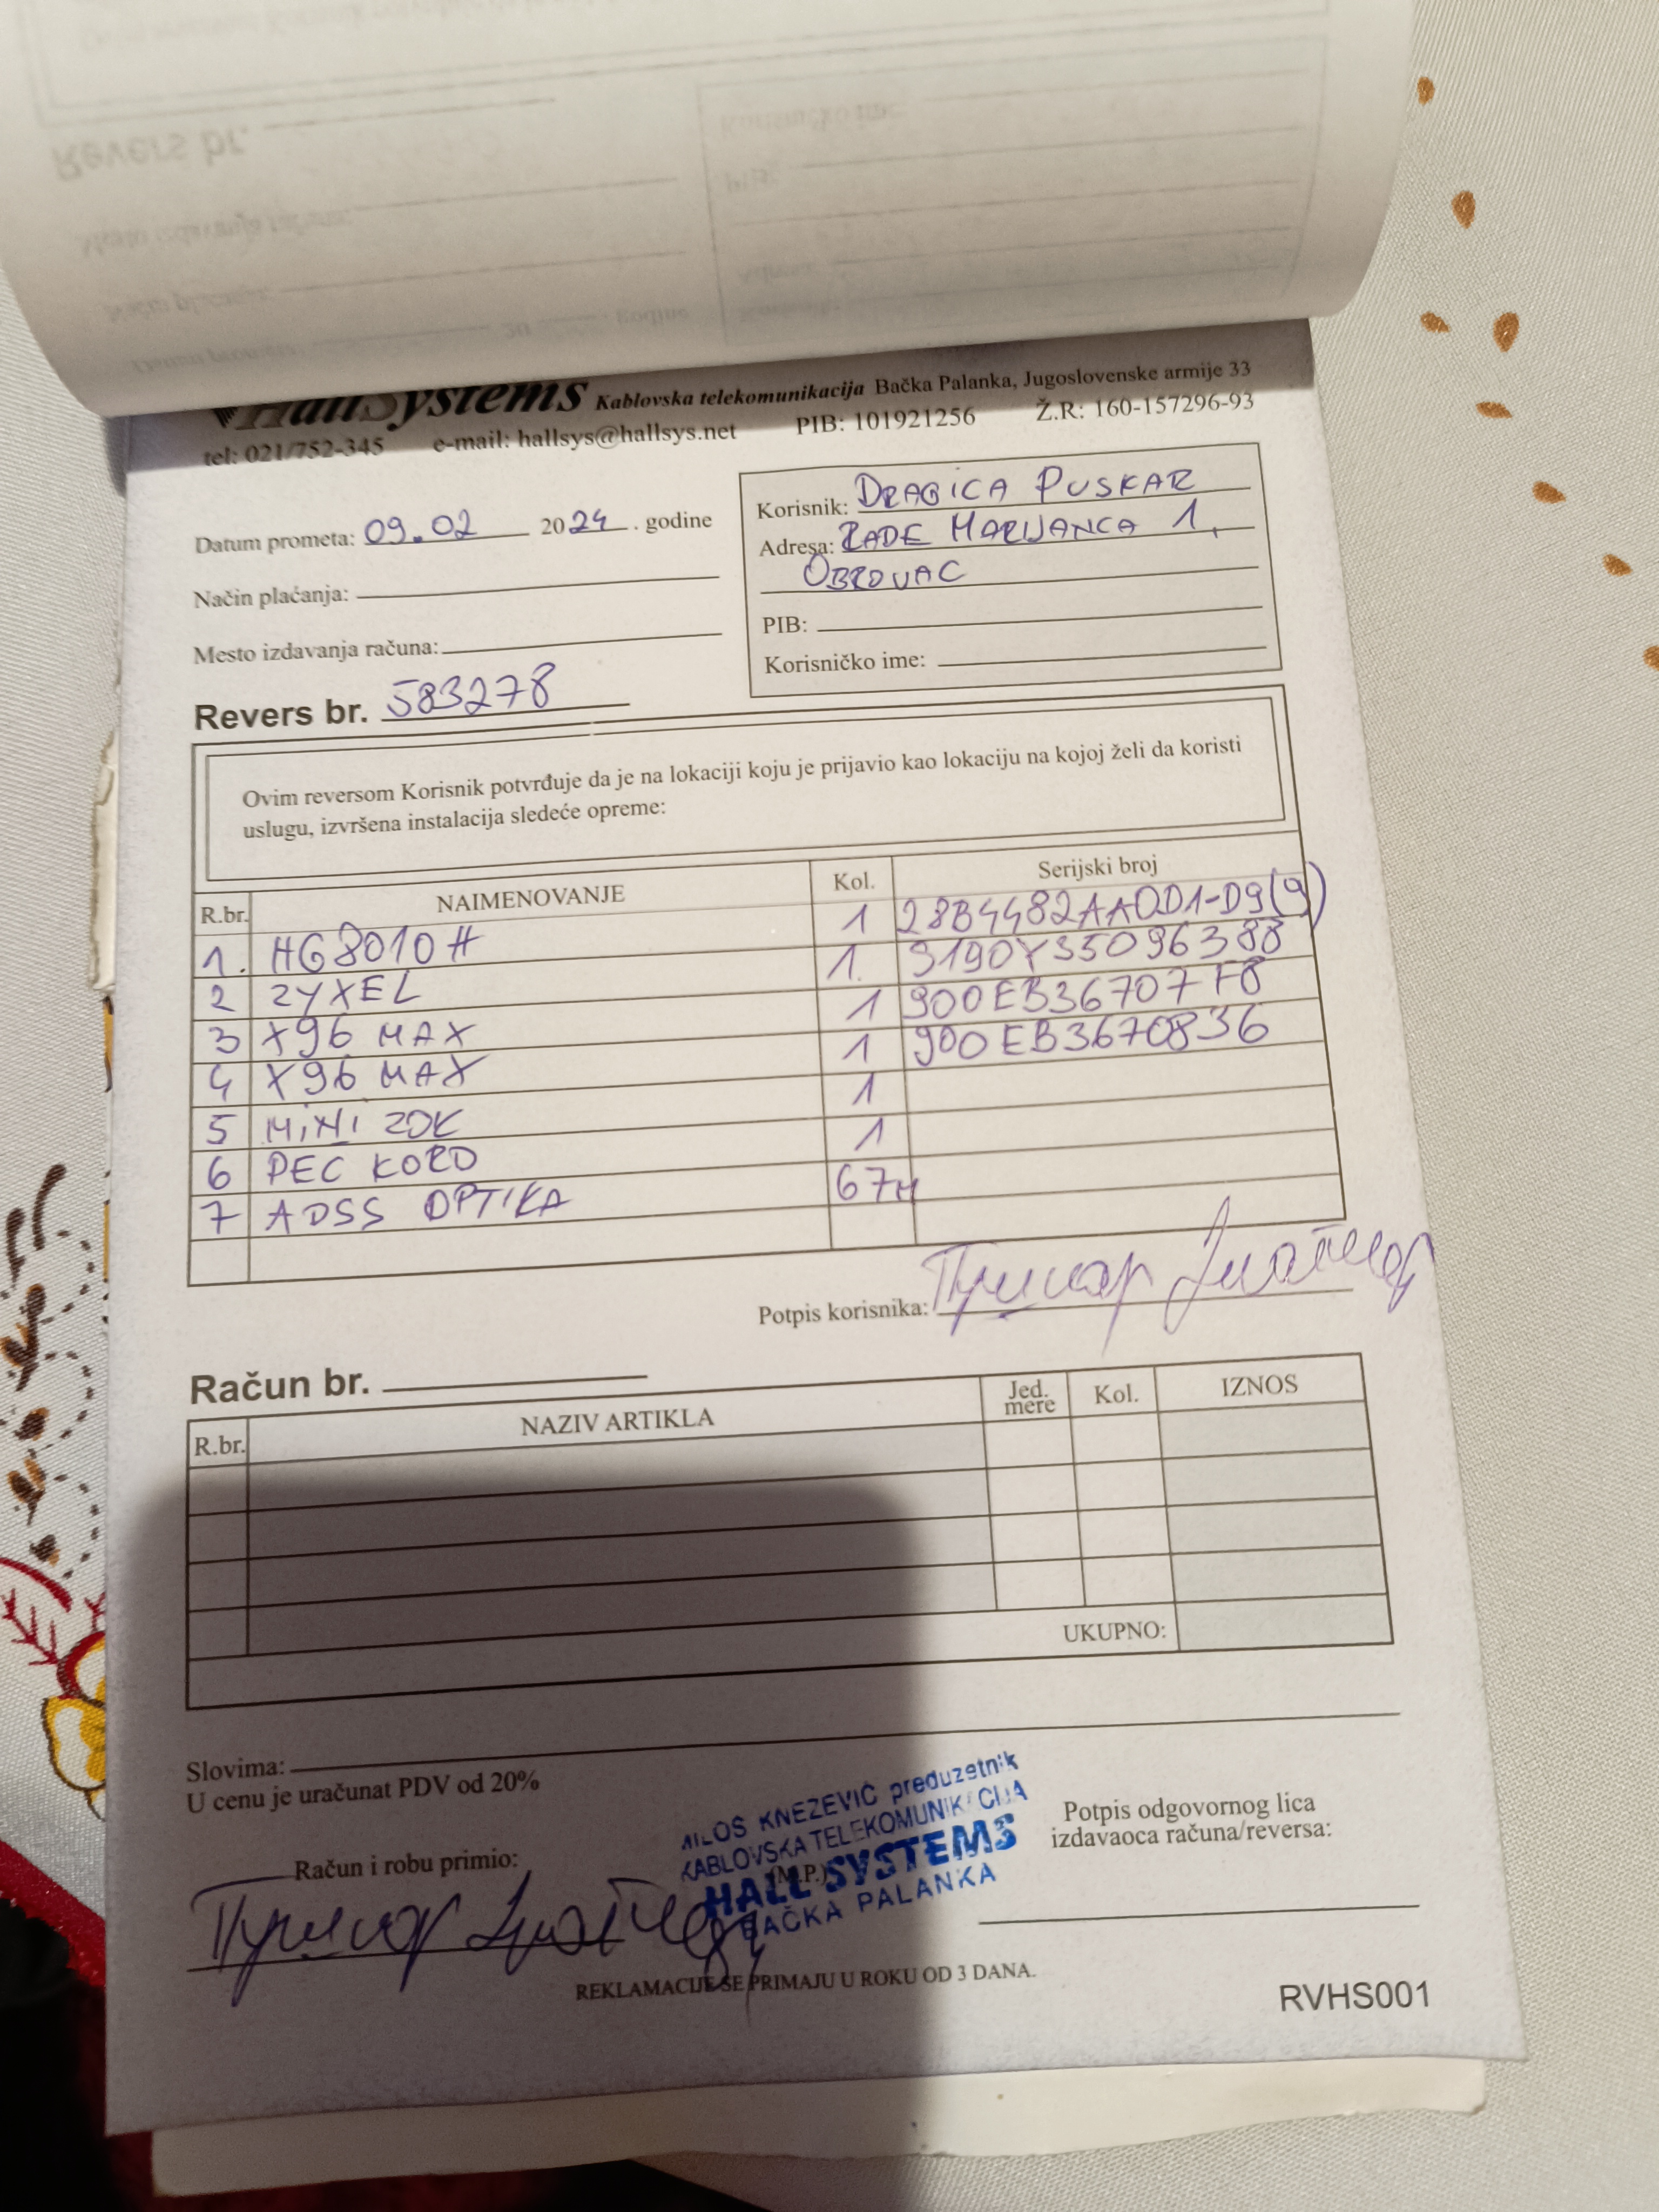 HallSystems Kablovska telekomunikacija Bačka Palanka, Jugoslovenske armije 33
tel: 021/752-345 e-mail: hallsys@hallsys.net PIB: 101921256 Ž.R: 160-157296-93
Datum prometa: 09.02 2024. godine
Način plaćanja:
Mesto izdavanja računa:
Revers br. 583278
Korisnik: DRAGICA PUSKAR
Adresa: RADE MARIJANCA 1,
OBROVAC
PIB:
Korisničko ime:
Ovim reversom Korisnik potvrđuje da je na lokaciji koju je prijavio kao lokaciju na kojoj želi da koristi
uslugu, izvršena instalacija sledeće opreme:
R.br. NAIMENOVANJE Kol. Serijski broj
1. HG8010H 1 28B4482AA0D1-D9(9)
2 ZYXEL 1. S190Y35096388
3 X96 MAX 1 900EB36707F8
4 X96 MAX 1 900EB3670836
5 MINI ZOK 1
6 PEC KORD 1
7 ADSS OPTIKA 67M
Potpis korisnika: Пушкар
Račun br.
R.br. NAZIV ARTIKLA Jed. mere Kol. IZNOS
UKUPNO:
Slovima:
U cenu je uračunat PDV od 20%
MILOŠ KNEZEVIĆ preduzetnik
KABLOVSKA TELEKOMUNIKACIJA
HALL SYSTEMS
BAČKA PALANKA
(M.P.)
Račun i robu primio:
Пушкар
Potpis odgovornog lica
izdavaoca računa/reversa:
REKLAMACIJE SE PRIMAJU U ROKU OD 3 DANA.
RVHS001